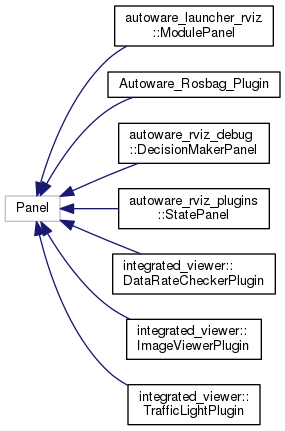 autoware_launcher_rviz
::ModulePanel
Autoware_Rosbag_Plugin
autoware_rviz_debug
::DecisionMakerPanel
Panel
autoware_rviz_plugins
::StatePanel
integrated_viewer::
DataRateCheckerPlugin
integrated_viewer::
ImageViewerPlugin
integrated_viewer::
TrafficLightPlugin